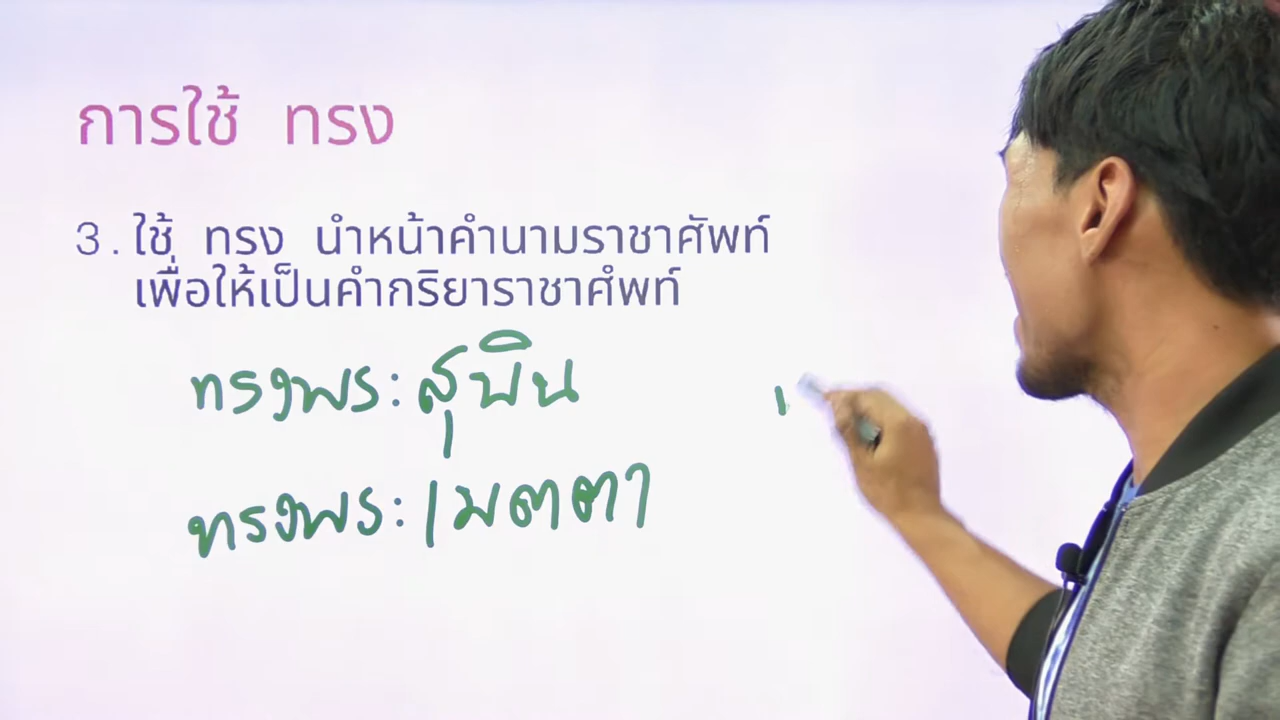 การใช้ ทรง
3. ใช้ ทรง นำหน้าคำนามราชาศัพท์
เพื่อให้เป็นคำกริยาราชาศํพท์
ทรงพระสุบิน
ทรงพระเมตตา